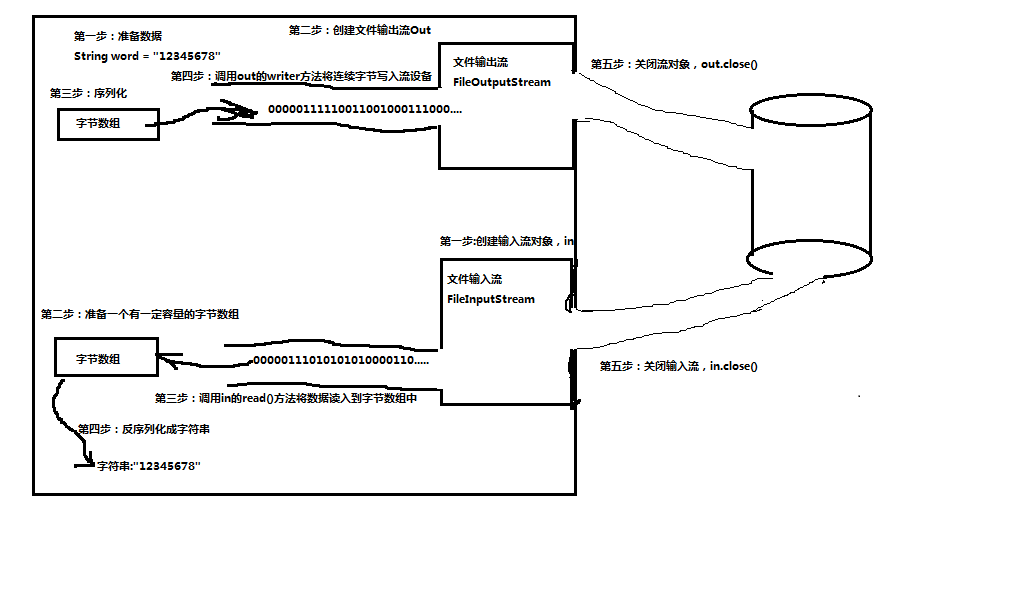 第一步：准备数据
String word = "12345678"
第二步：创建文件输出流Out
第四步：调用out的writer方法将连续字节写入流设备
第三步：序列化
字节数组
000001111100110010001110 00....
文件输出流
FileOutputStream
第五步：关闭流对象，out.close()
第一步:创建输入流对象，in
文件输入流
FileInputStream
第二步：准备一个有一定容量的字节数组
字节数组
00000111010101010000110.....
第三步：调用in的read()方法将数据读入到字节数组中
第五步：关闭输入流，in.close()
第四步：反序列化成字符串
字符串:"12345678"